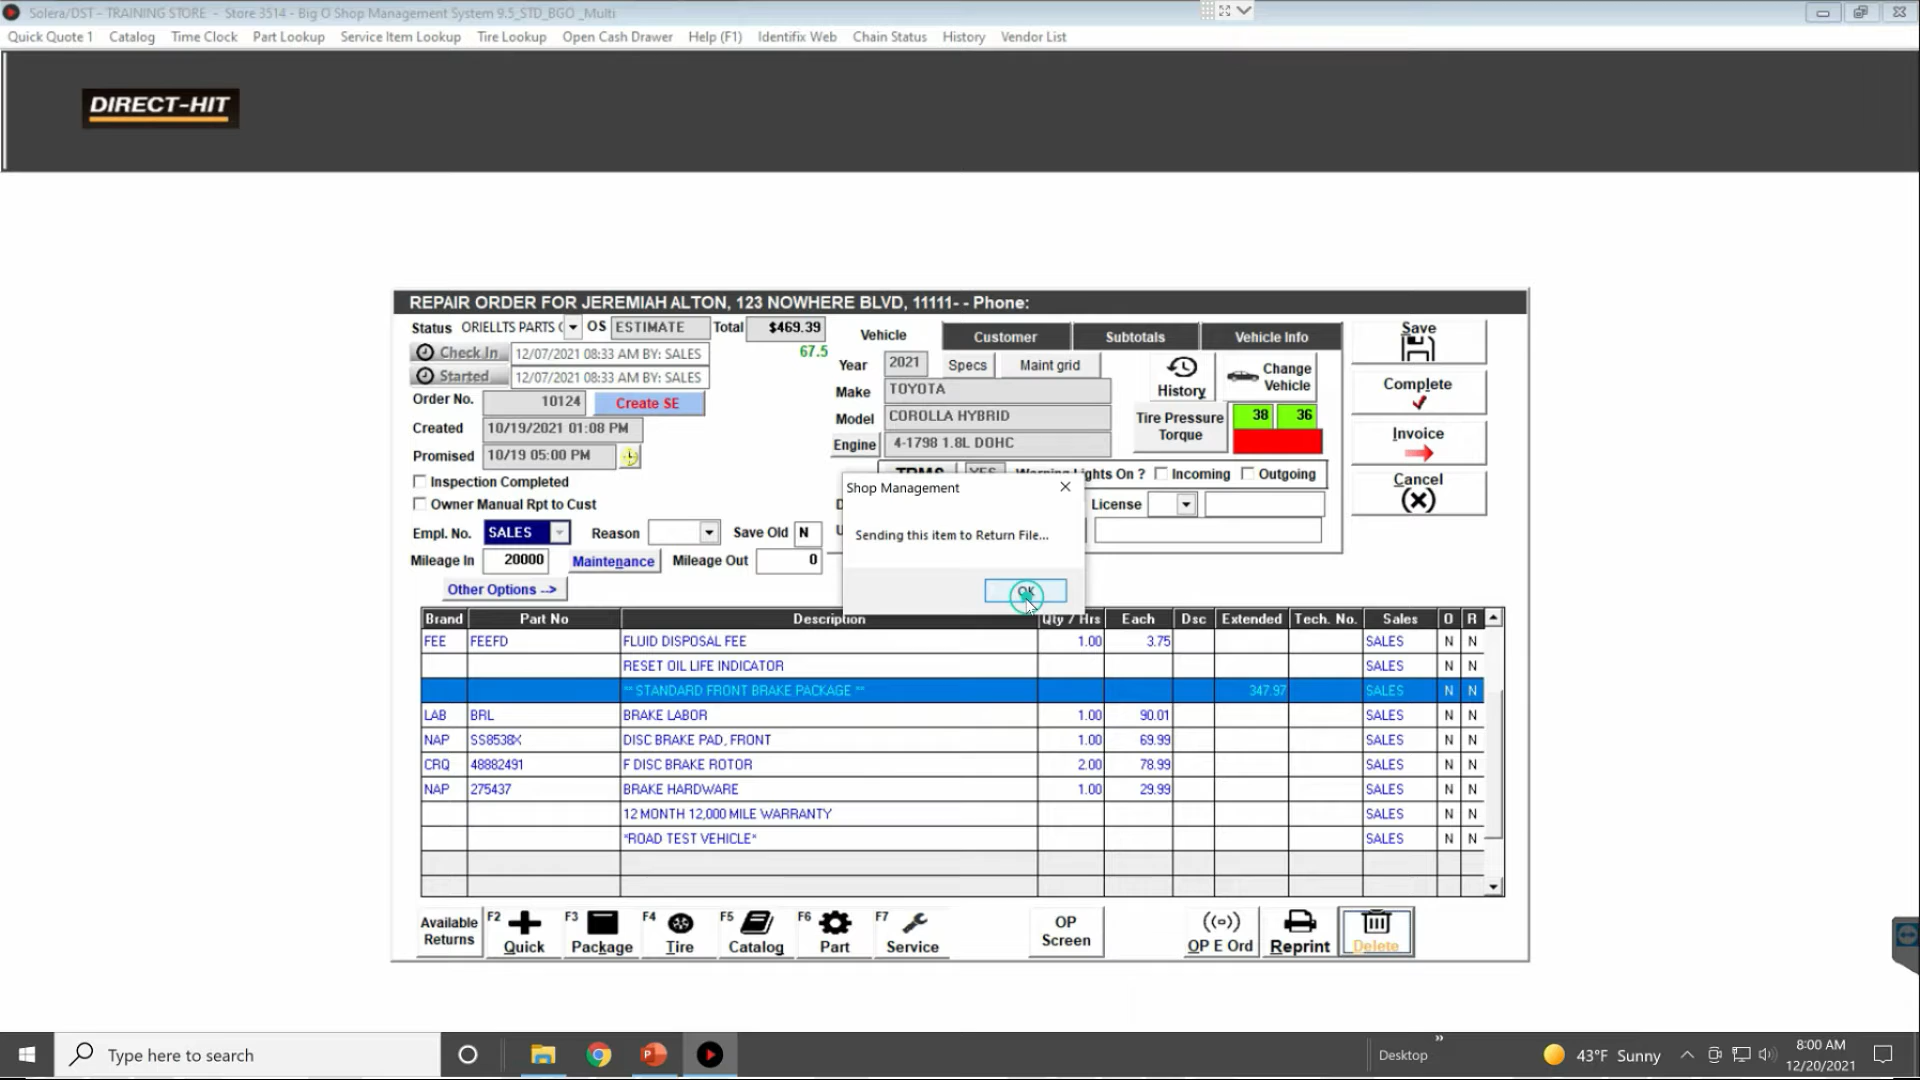 Solera/DST - TRAINING STORE - Store 3514 - Big O Shop Management System 9.5_STD_BGO _Multi
Quick Quote 1 Catalog Time Clock Part Lookup Service Item Lookup Tire Lookup Open Cash Drawer Help (F1) Identifix Web Chain Status History Vendor List
DIRECT-HIT
REPAIR ORDER FOR JEREMIAH ALTON, 123 NOWHERE BLVD, 11111- - Phone:
Status ORIELLTS PARTS OS ESTIMATE Total $469.39 Vehicle Customer Subtotals Vehicle Info Save
67.5
Check In 12/07/2021 08:33 AM BY: SALES Year 2021 Specs Maint grid History Change Vehicle
Started 12/07/2021 08:33 AM BY: SALES Make TOYOTA Complete
Order No. 10124 Create SE Model COROLLA HYBRID Tire Pressure 38 36
Created 10/19/2021 01:08 PM Engine 4-1798 1.8L DOHC Torque Invoice
Promised 10/19 05:00 PM
Inspection Completed TPMS YES Warning Lights On ? Incoming Outgoing Cancel
Owner Manual Rpt to Cust License
Shop Management
Sending this item to Return File...
OK
Empl. No. SALES Reason Save Old N
Mileage In 20000 Maintenance Mileage Out 0
Other Options -->
Brand Part No Description Qty / Hrs Each Dsc Extended Tech. No. Sales O R
FEE FEEFD FLUID DISPOSAL FEE 1.00 3.75 SALES N N
RESET OIL LIFE INDICATOR SALES N N
** STANDARD FRONT BRAKE PACKAGE ** 347.97 SALES N N
LAB BRL BRAKE LABOR 1.00 90.01 SALES N N
NAP SS8538X DISC BRAKE PAD, FRONT 1.00 69.99 SALES N N
CRQ 48882491 F DISC BRAKE ROTOR 2.00 78.99 SALES N N
NAP 275437 BRAKE HARDWARE 1.00 29.99 SALES N N
12 MONTH 12,000 MILE WARRANTY SALES N N
*ROAD TEST VEHICLE* SALES N N
Available Returns F2 Quick F3 Package F4 Tire F5 Catalog F6 Part F7 Service OP Screen OP E Ord Reprint Delete
Type here to search Desktop 43°F Sunny 8:00 AM
12/20/2021